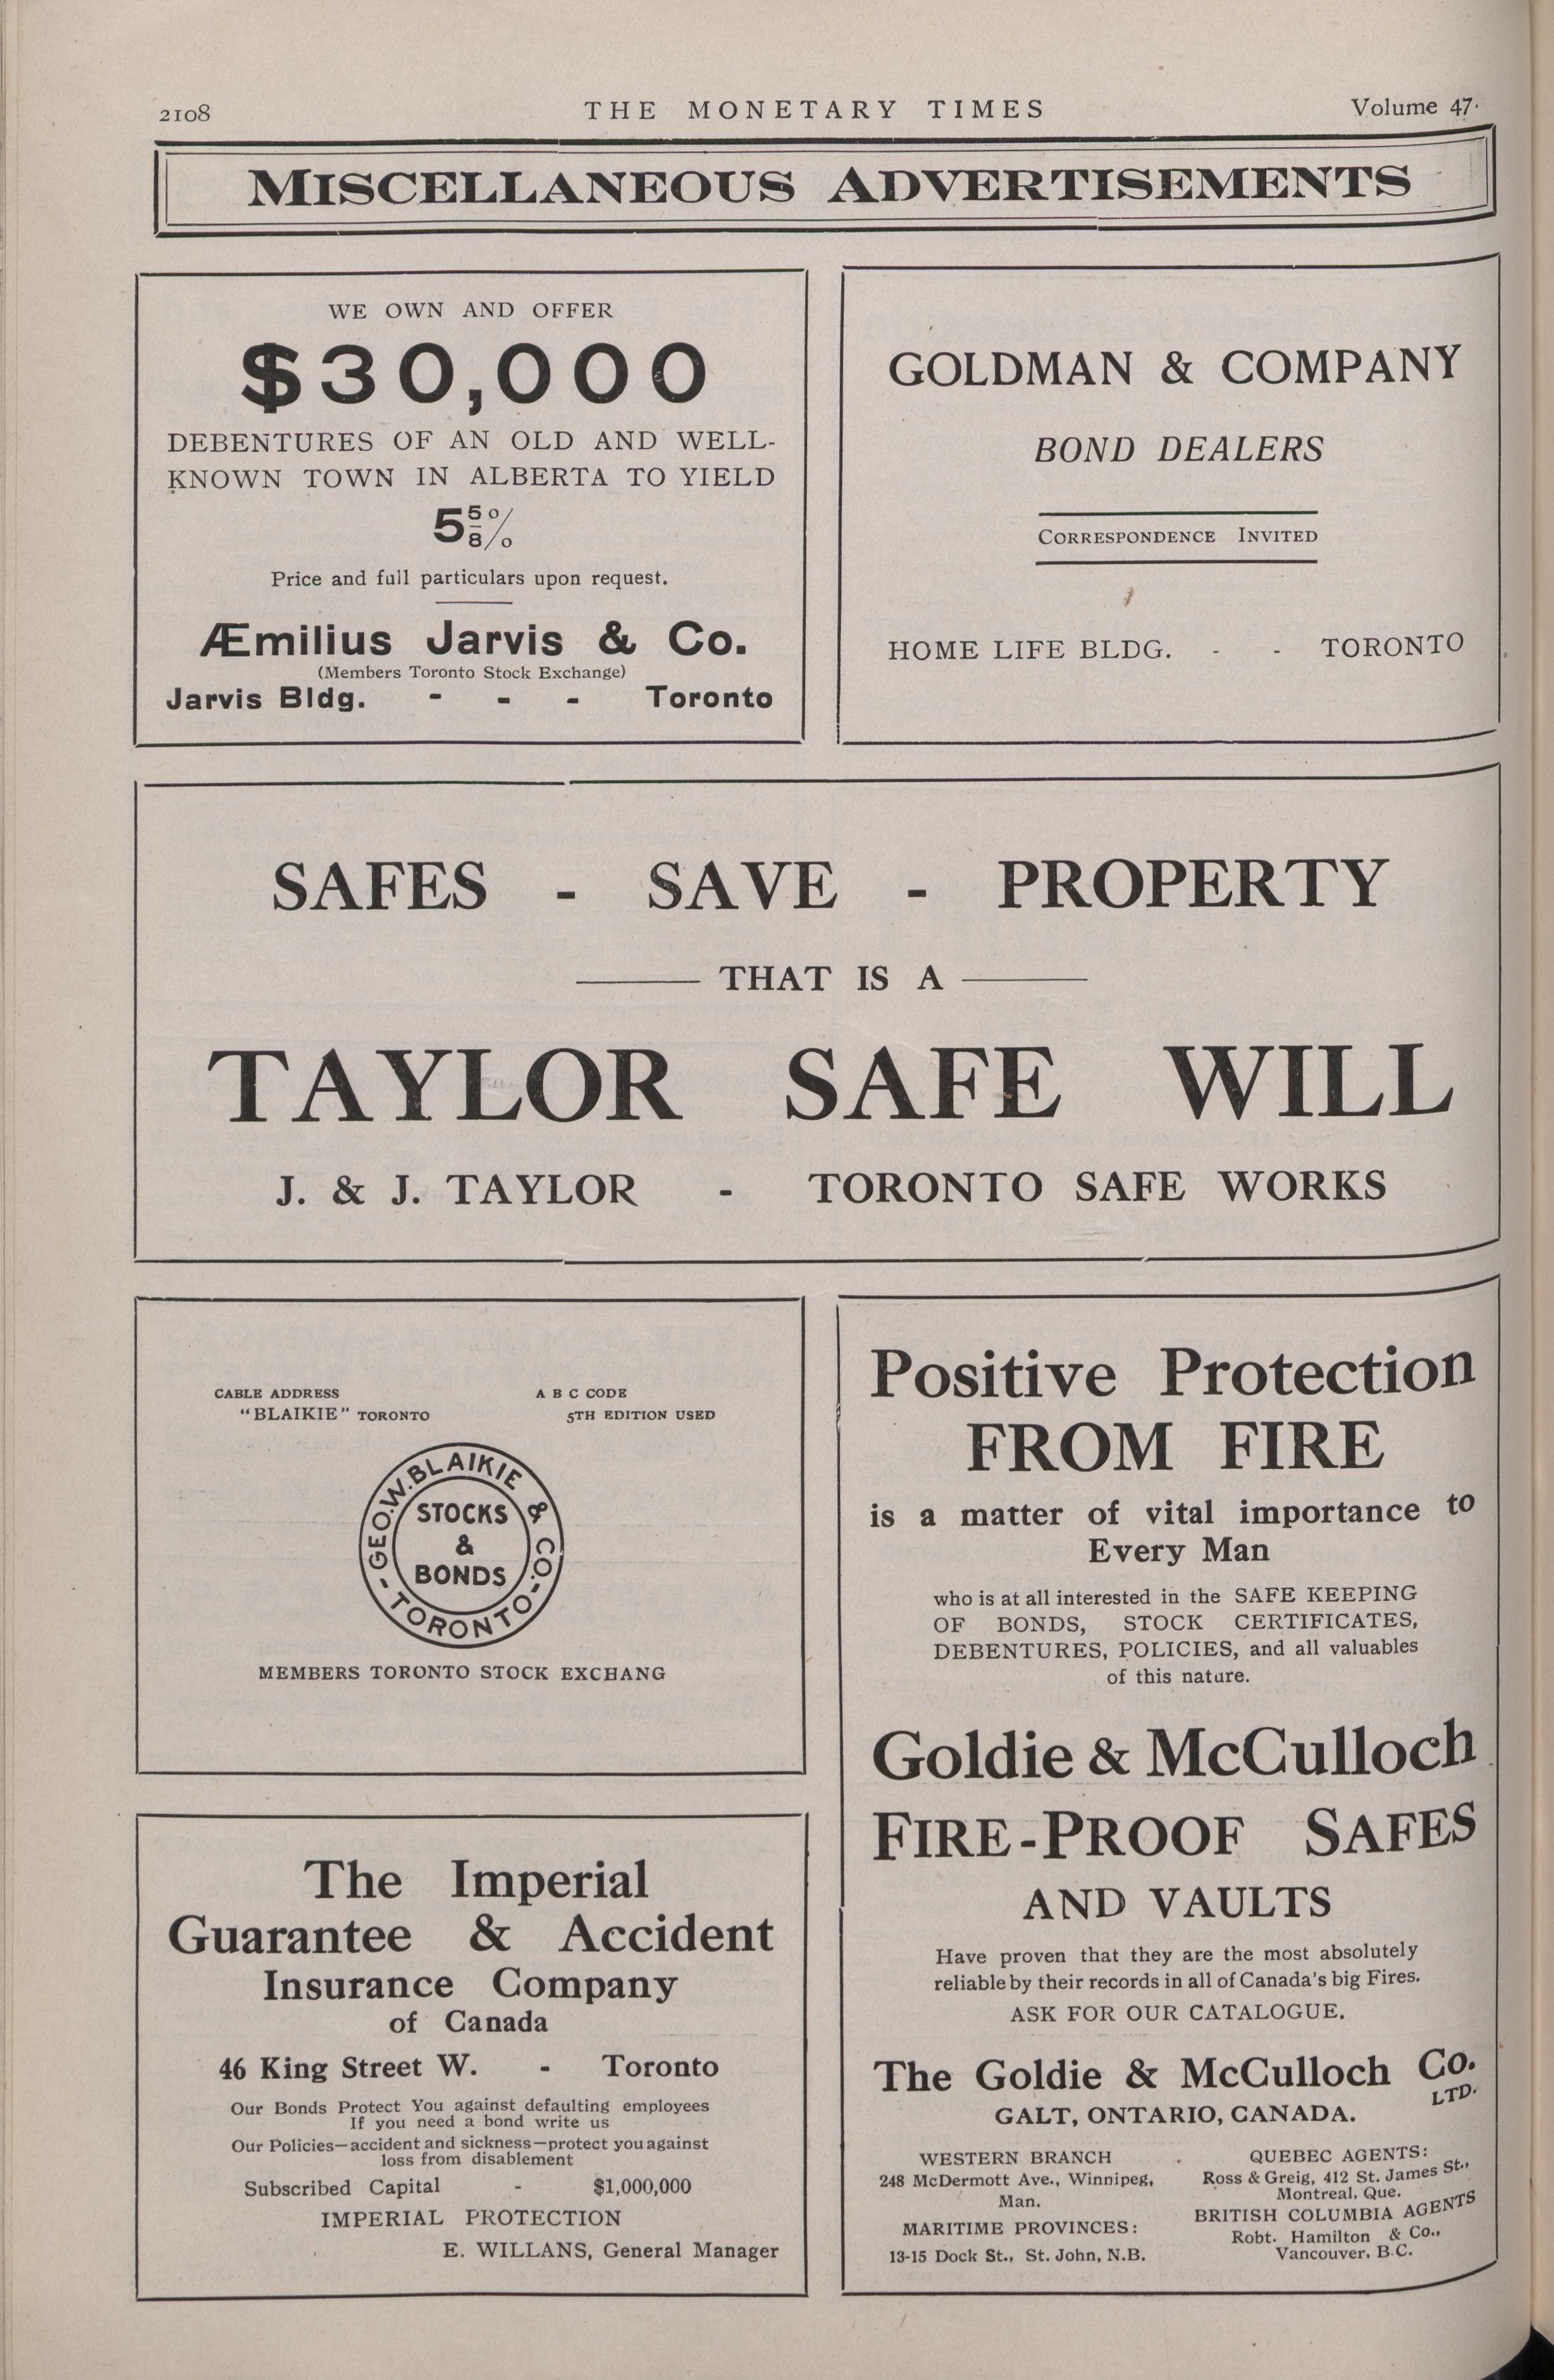 2108
THE MONETARY TIMES
Volume 47.
MISCELLANEOUS ADVERTISEMENTS
WE OWN AND OFFER
$30,000
DEBENTURES OF AN OLD AND WELL-
KNOWN TOWN IN ALBERTA TO YIELD
5 5/8 %
Price and full particulars upon request.
Æmilius Jarvis & Co.
(Members Toronto Stock Exchange)
Jarvis Bldg. - - - Toronto
GOLDMAN & COMPANY
BOND DEALERS
CORRESPONDENCE INVITED
HOME LIFE BLDG. - - TORONTO
SAFES - SAVE - PROPERTY
THAT IS A
TAYLOR SAFE WILL
J. & J. TAYLOR - TORONTO SAFE WORKS
CABLE ADDRESS
"BLAIKIE" TORONTO
A B C CODE
5TH EDITION USED
GEO.W.BLAIKIE & CO.
STOCKS
&
BONDS
-TORONTO-
MEMBERS TORONTO STOCK EXCHANG
The Imperial
Guarantee & Accident
Insurance Company
of Canada
46 King Street W. - Toronto
Our Bonds Protect You against defaulting employees
If you need a bond write us
Our Policies—accident and sickness—protect you against
loss from disablement
Subscribed Capital - $1,000,000
IMPERIAL PROTECTION
E. WILLANS, General Manager
Positive Protection
FROM FIRE
is a matter of vital importance to
Every Man
who is at all interested in the SAFE KEEPING
OF BONDS, STOCK CERTIFICATES,
DEBENTURES, POLICIES, and all valuables
of this nature.
Goldie & McCulloch
FIRE-PROOF SAFES
AND VAULTS
Have proven that they are the most absolutely
reliable by their records in all of Canada's big Fires.
ASK FOR OUR CATALOGUE.
The Goldie & McCulloch Co.
LTD.
GALT, ONTARIO, CANADA.
WESTERN BRANCH
248 McDermott Ave., Winnipeg,
Man.
MARITIME PROVINCES:
13-15 Dock St., St. John, N.B.
QUEBEC AGENTS:
Ross & Greig, 412 St. James St.,
Montreal, Que.
BRITISH COLUMBIA AGENTS
Robt. Hamilton & Co.,
Vancouver, B.C.